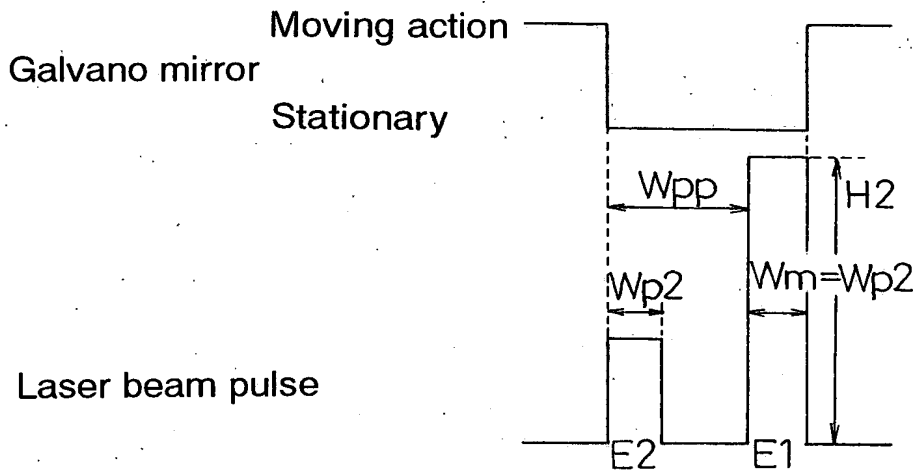 Moving action
Galvano mirror
Stationary
Wpp
H2
Wm=Wp2
Wp2
Laser beam pulse
E2
E1